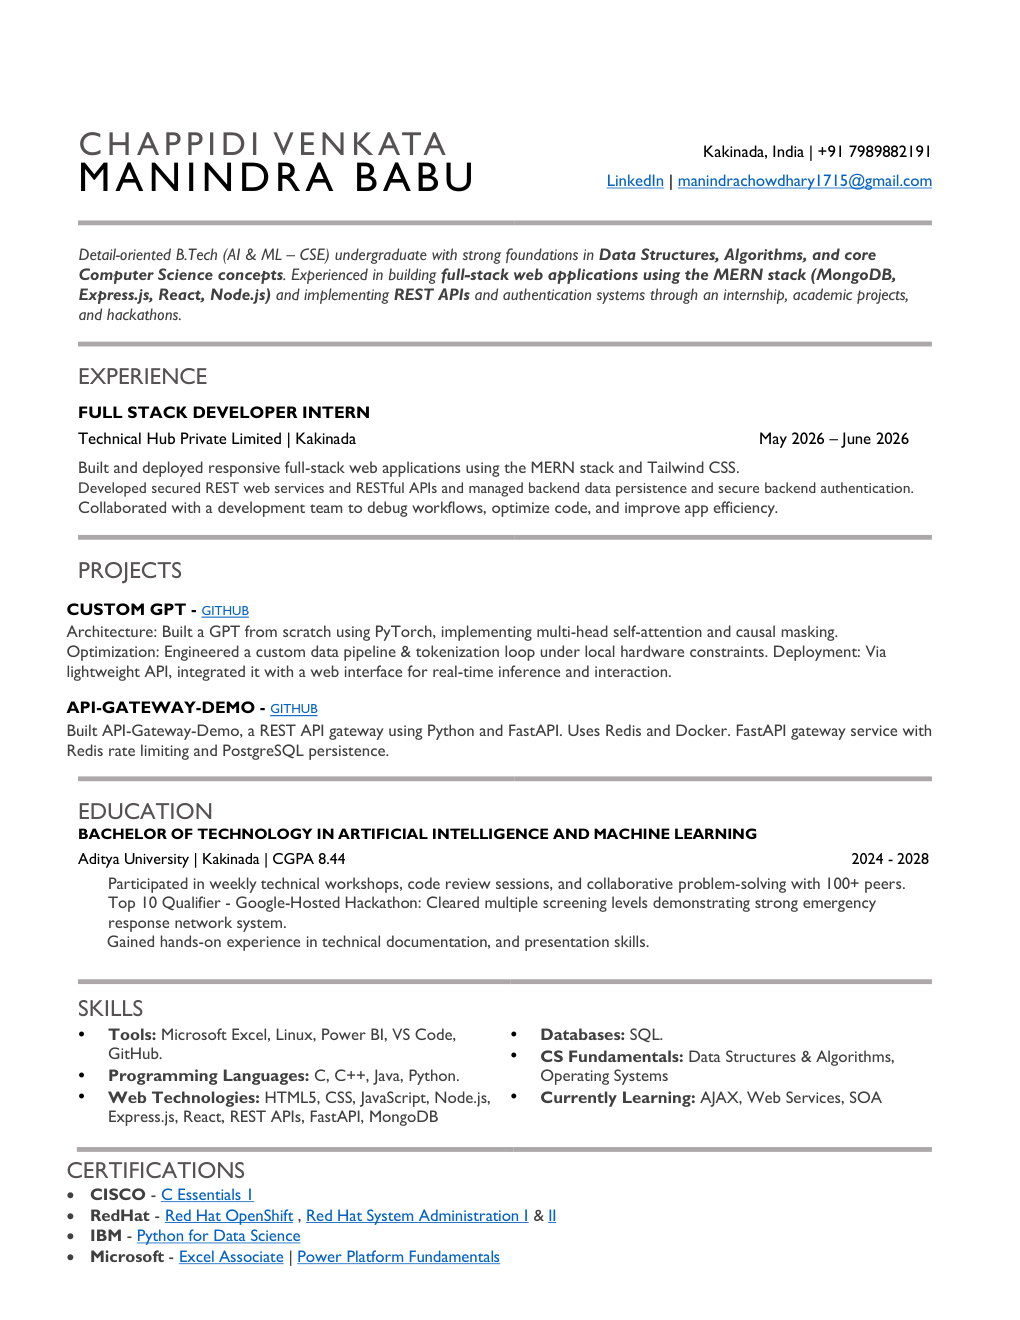 CHAPPIDI VENKATA
MANINDRA BABU
Kakinada, India | +91 7989882191
LinkedIn | manindrachowdhary1715@gmail.com
Detail-oriented B.Tech (AI & ML – CSE) undergraduate with strong foundations in Data Structures, Algorithms, and core
Computer Science concepts. Experienced in building full-stack web applications using the MERN stack (MongoDB,
Express.js, React, Node.js) and implementing REST APIs and authentication systems through an internship, academic projects,
and hackathons.
EXPERIENCE
FULL STACK DEVELOPER INTERN
Technical Hub Private Limited | Kakinada May 2026 – June 2026
Built and deployed responsive full-stack web applications using the MERN stack and Tailwind CSS.
Developed secured REST web services and RESTful APIs and managed backend data persistence and secure backend authentication.
Collaborated with a development team to debug workflows, optimize code, and improve app efficiency.
PROJECTS
CUSTOM GPT - GITHUB
Architecture: Built a GPT from scratch using PyTorch, implementing multi-head self-attention and causal masking.
Optimization: Engineered a custom data pipeline & tokenization loop under local hardware constraints. Deployment: Via
lightweight API, integrated it with a web interface for real-time inference and interaction.
API-GATEWAY-DEMO - GITHUB
Built API-Gateway-Demo, a REST API gateway using Python and FastAPI. Uses Redis and Docker. FastAPI gateway service with
Redis rate limiting and PostgreSQL persistence.
EDUCATION
BACHELOR OF TECHNOLOGY IN ARTIFICIAL INTELLIGENCE AND MACHINE LEARNING
Aditya University | Kakinada | CGPA 8.44 2024 - 2028
Participated in weekly technical workshops, code review sessions, and collaborative problem-solving with 100+ peers.
Top 10 Qualifier - Google-Hosted Hackathon: Cleared multiple screening levels demonstrating strong emergency
response network system.
Gained hands-on experience in technical documentation, and presentation skills.
SKILLS
• Tools: Microsoft Excel, Linux, Power BI, VS Code,
GitHub.
• Programming Languages: C, C++, Java, Python.
• Web Technologies: HTML5, CSS, JavaScript, Node.js,
Express.js, React, REST APIs, FastAPI, MongoDB
• Databases: SQL.
• CS Fundamentals: Data Structures & Algorithms,
Operating Systems
• Currently Learning: AJAX, Web Services, SOA
CERTIFICATIONS
• CISCO - C Essentials 1
• RedHat - Red Hat OpenShift , Red Hat System Administration I & II
• IBM - Python for Data Science
• Microsoft - Excel Associate | Power Platform Fundamentals